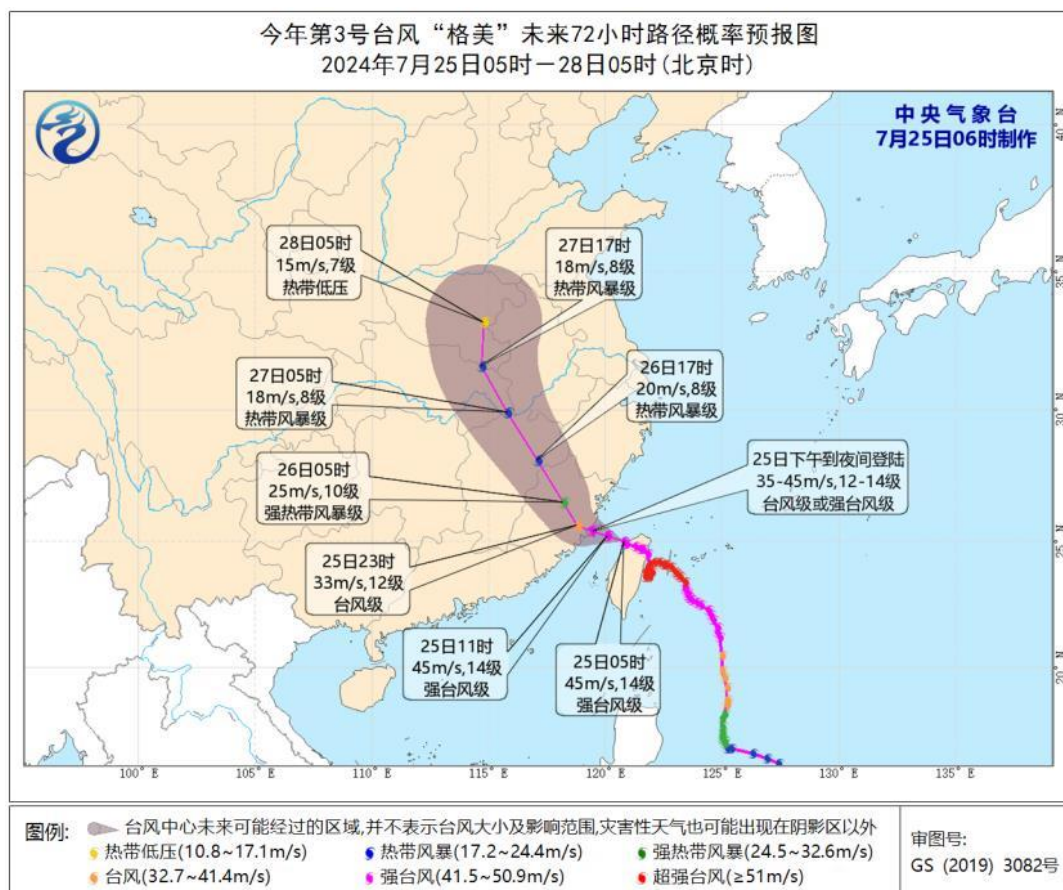 今年第3号台风“格美”未来72小时路径概率预报图
2024年7月25日05时—28日05时(北京时)
中央气象台
7月25日06时制作
40° N
35° N
30° N
25° N
20° N
28日05时
15m/s,7级
热带低压
27日17时
18m/s,8级
热带风暴级
27日05时
18m/s,8级
热带风暴级
26日17时
20m/s,8级
热带风暴级
26日05时
25m/s,10级
强热带风暴级
25日下午到夜间登陆
35-45m/s,12-14级
台风级或强台风级
25日23时
33m/s,12级
台风级
25日11时
45m/s,14级
强台风级
25日05时
45m/s,14级
强台风级
100° E
105° E
110° E
115° E
120° E
125° E
130° E
135° E
图例:
台风中心未来可能经过的区域,并不表示台风大小及影响范围,灾害性天气也可能出现在阴影区以外
热带低压(10.8~17.1m/s)
热带风暴(17.2~24.4m/s)
强热带风暴(24.5~32.6m/s)
台风(32.7~41.4m/s)
强台风(41.5~50.9m/s)
超强台风(≥51m/s)
审图号:
GS (2019) 3082号